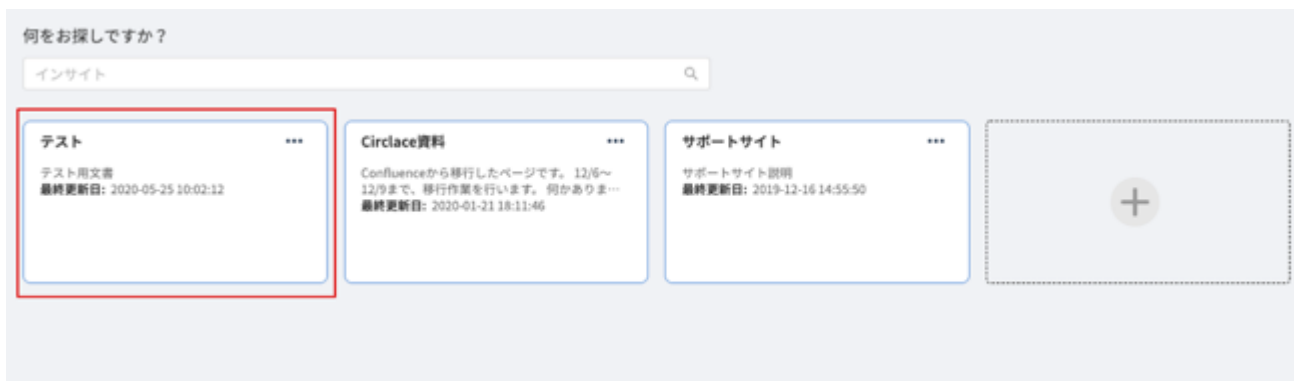 何をお探しですか？
インサイト
テスト
テスト用文書
最終更新日: 2020-05-25 10:02:12
Circlace資料
Confluenceから移行したページです。 12/6～
12/9まで、移行作業を行います。 何かありま…
最終更新日: 2020-01-21 18:11:46
サポートサイト
サポートサイト説明
最終更新日: 2019-12-16 14:55:50